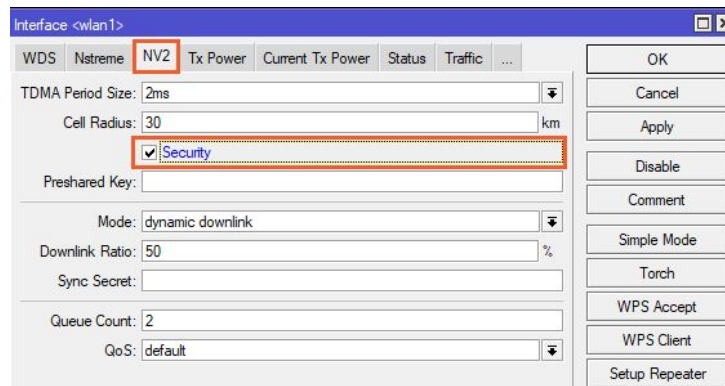 Interface <wlan1>
WDS Nstreme NV2 Tx Power Current Tx Power Status Traffic ...
OK
TDMA Period Size: 2ms
Cancel
Cell Radius: 30 km
Apply
Security
Disable
Preshared Key:
Comment
Mode: dynamic downlink
Simple Mode
Downlink Ratio: 50 %
Torch
Sync Secret:
WPS Accept
Queue Count: 2
WPS Client
QoS: default
Setup Repeater